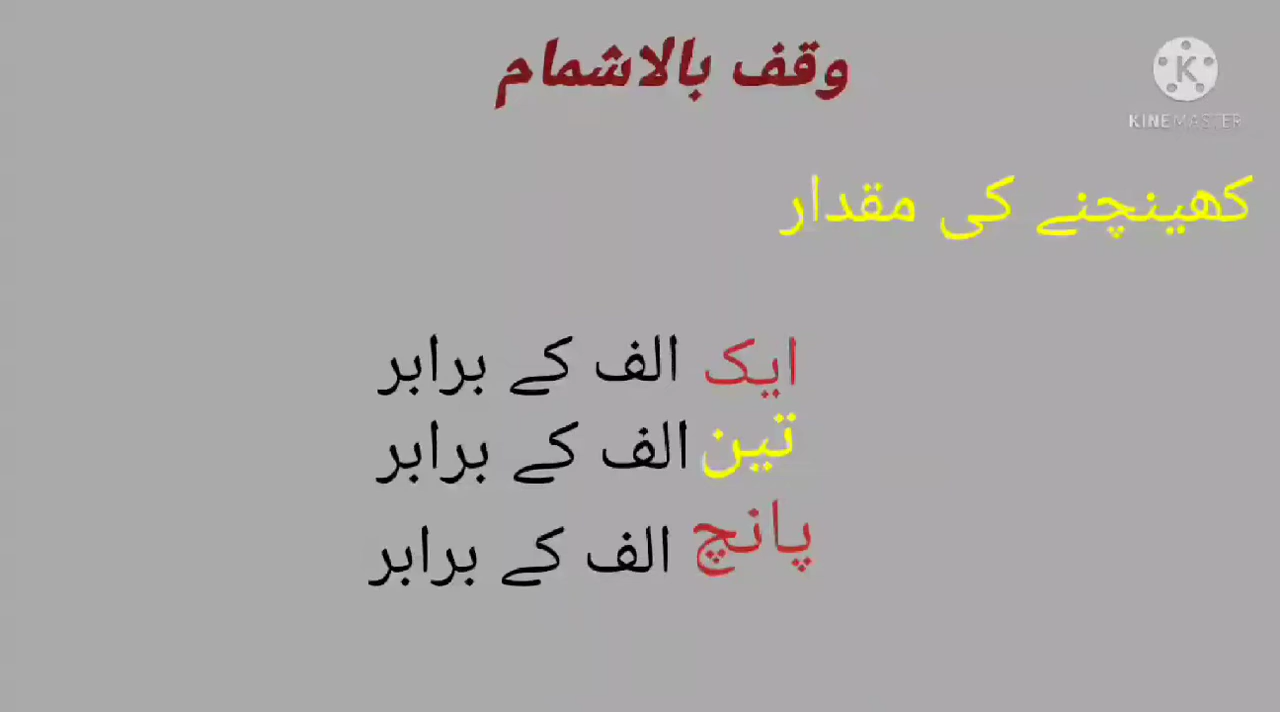 وقف بالاشمام
KINEMASTER
کھینچنے کی مقدار
ایک الف کے برابر
تین الف کے برابر
پانچ الف کے برابر